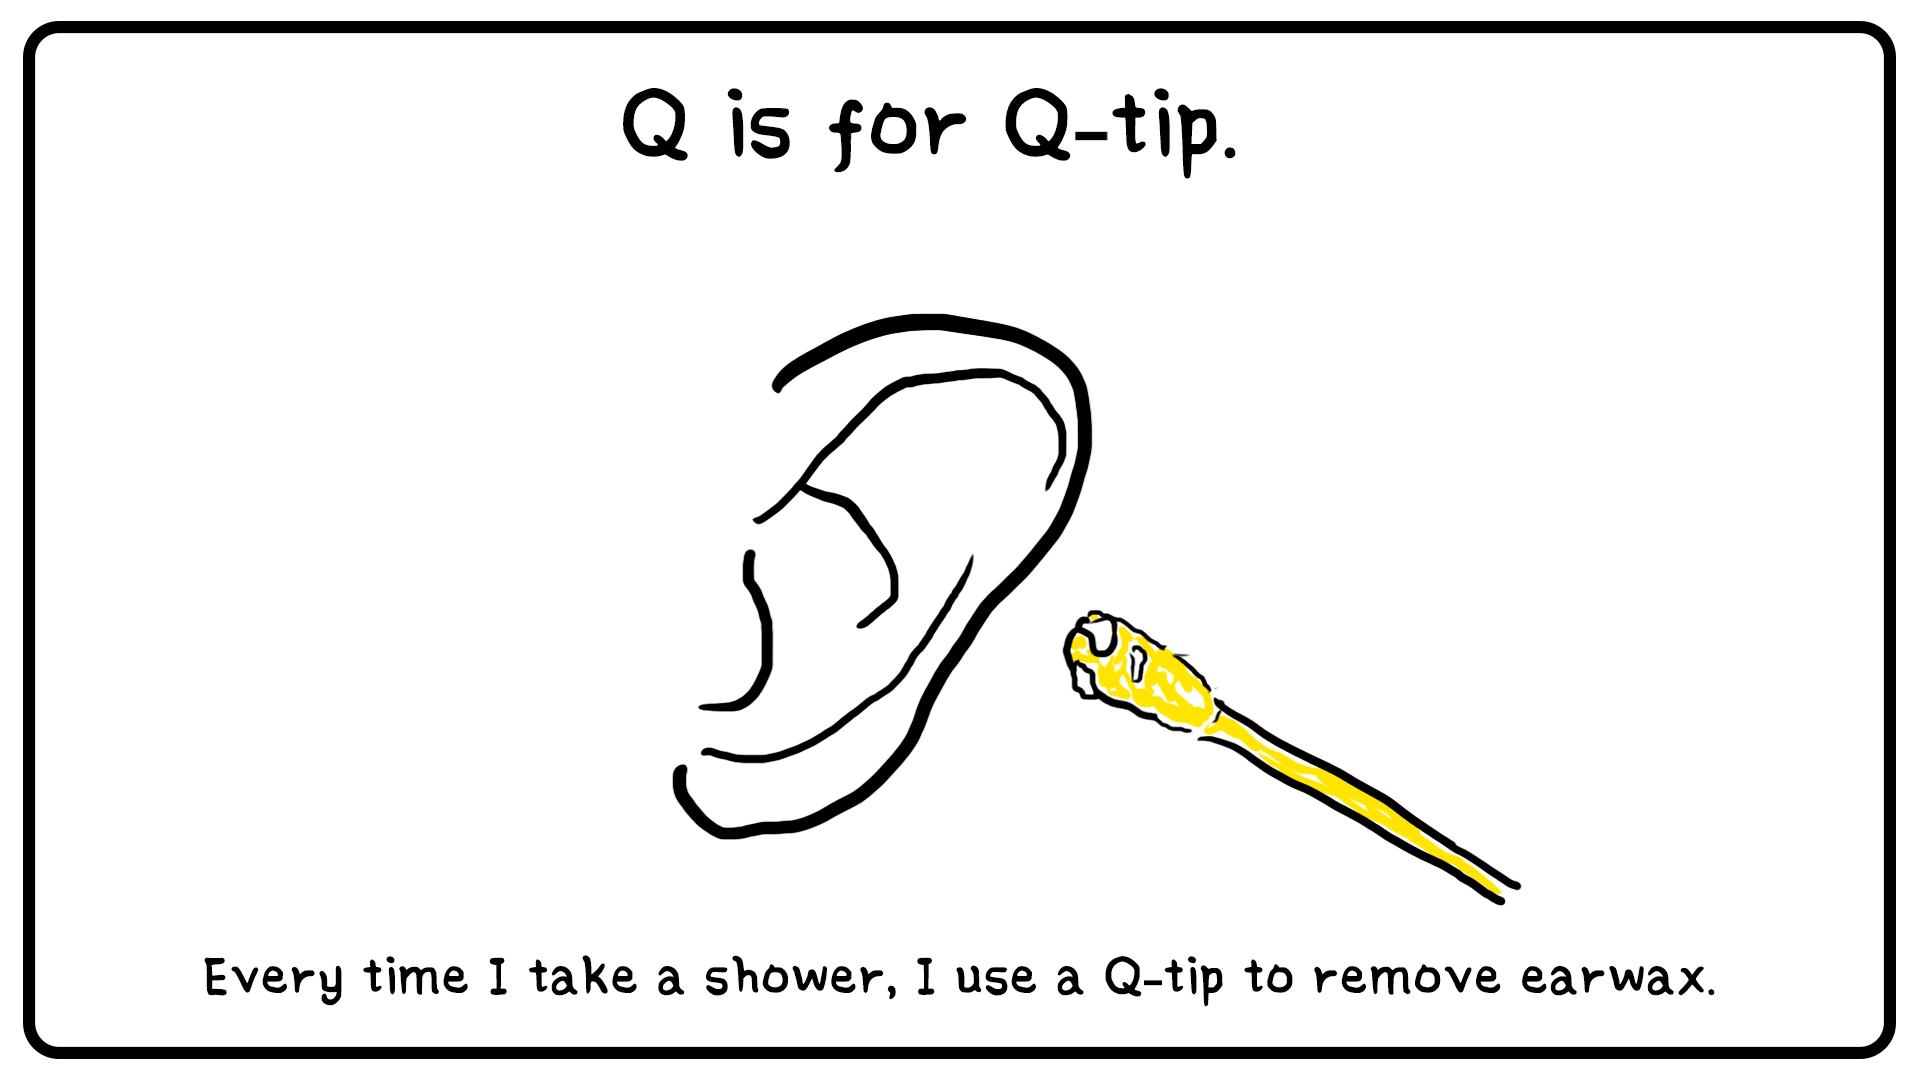 Q is for Q-tip.
Every time I take a shower, I use a Q-tip to remove earwax.